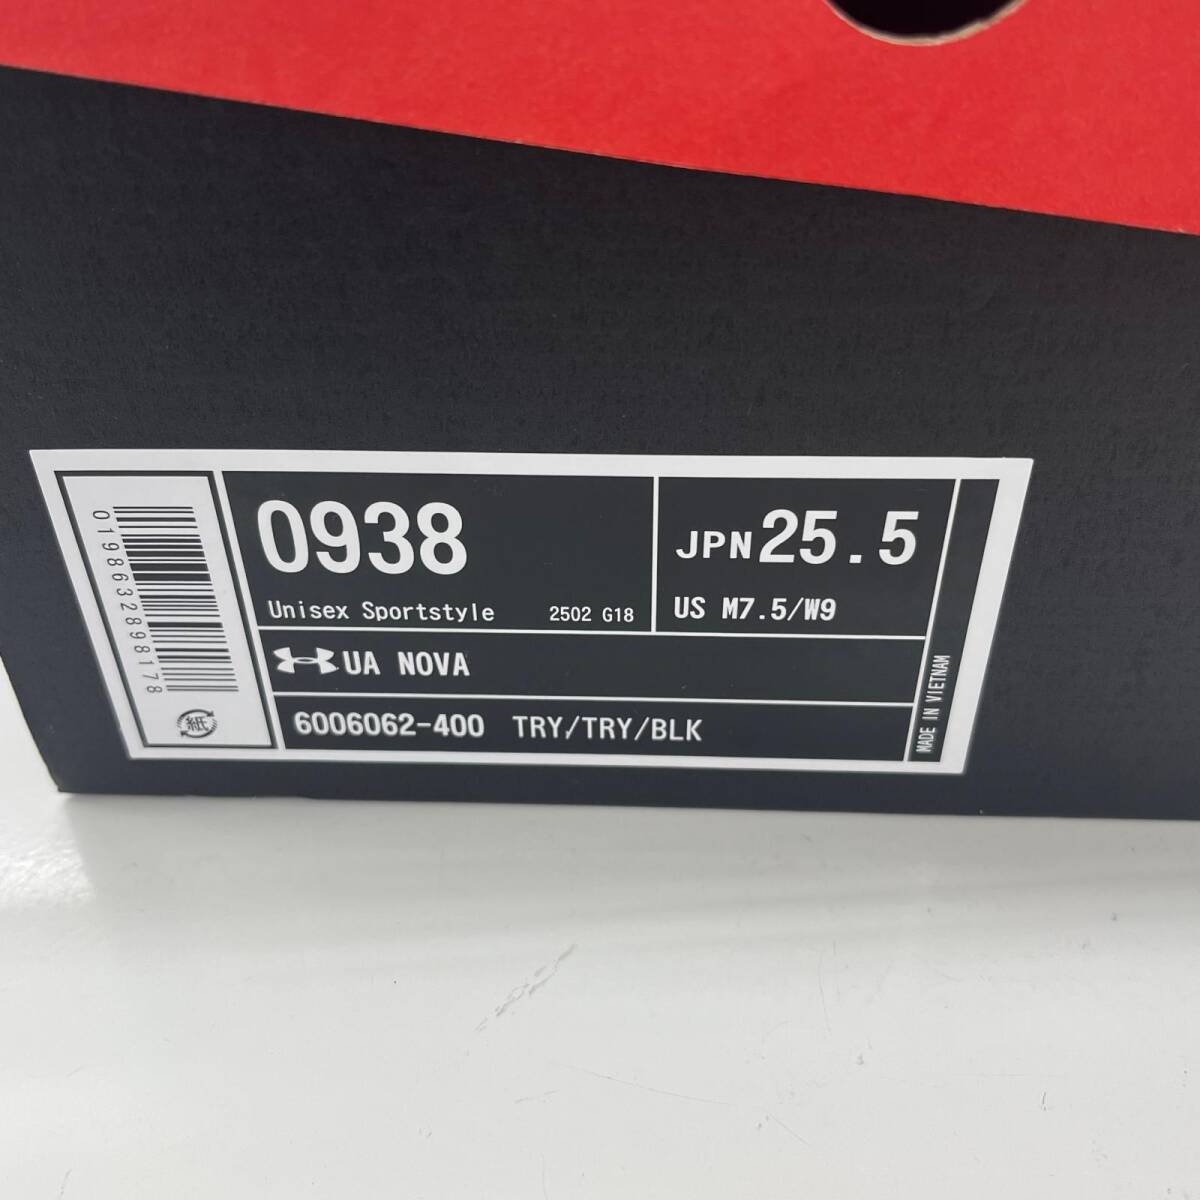 0198632898178
紙
0938
Unisex Sportstyle 2502 G18
JPN 25.5
US M7.5/W9
UA NOVA
6006062-400 TRY/TRY/BLK
MADE IN VIETNAM